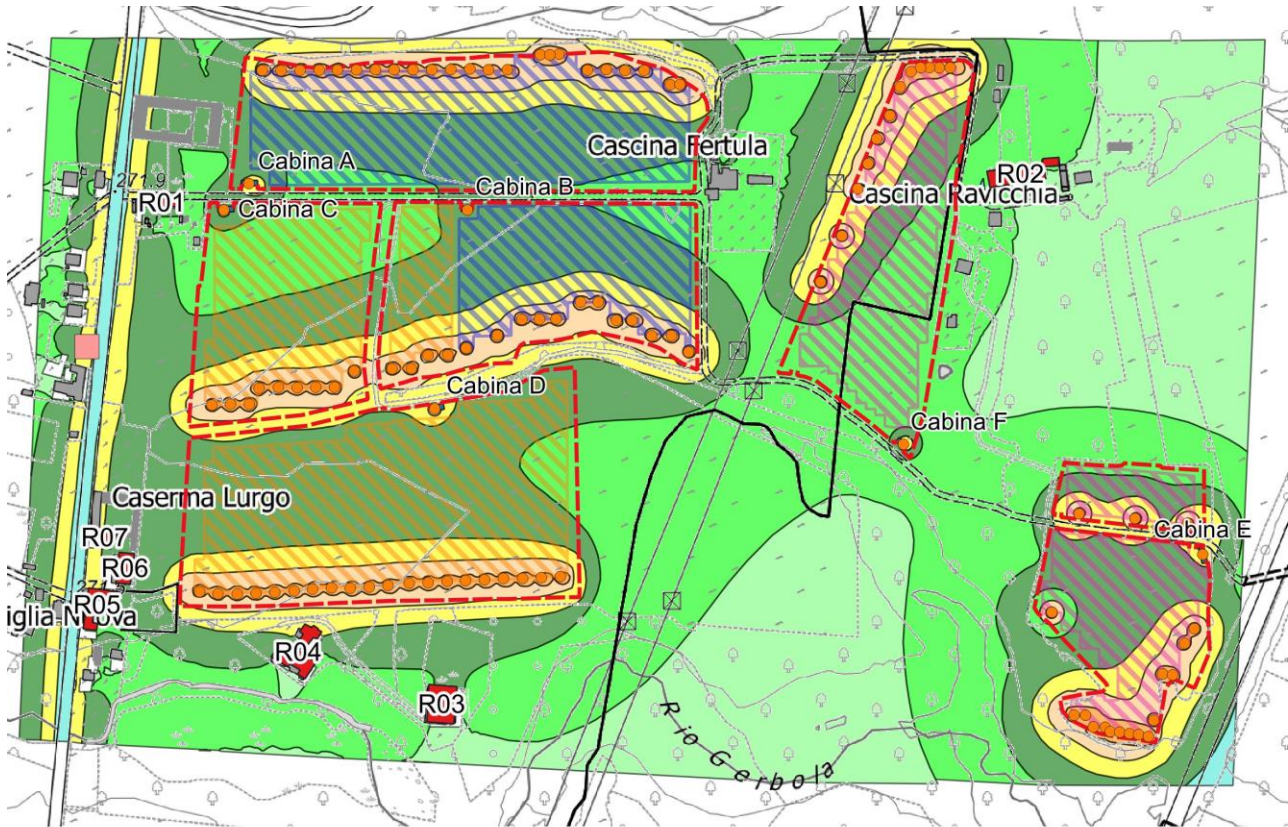 Cascina Fertula
Cabina A
271.9
Cabina B
R01
Cabina C
R02
Cascina Ravicchia
Cabina D
Cabina F
Caserma Lurgo
R07
Cabina E
R06
271
R05
iglia Nuova
R04
R03
Rio Gerbola